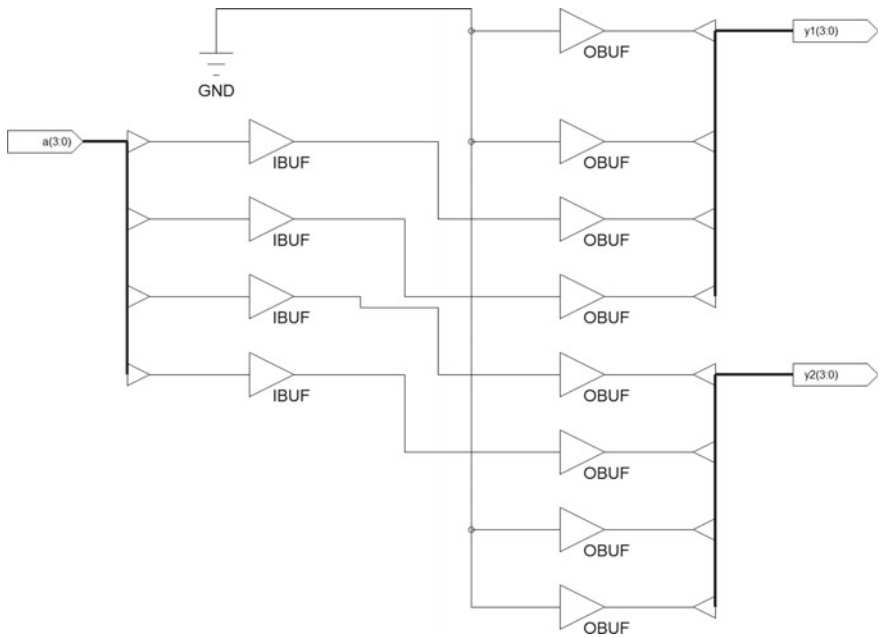 OBUF
y1(3:0)
GND
a(3:0)
IBUF
OBUF
IBUF
OBUF
IBUF
OBUF
IBUF
OBUF
y2(3:0)
OBUF
OBUF
OBUF